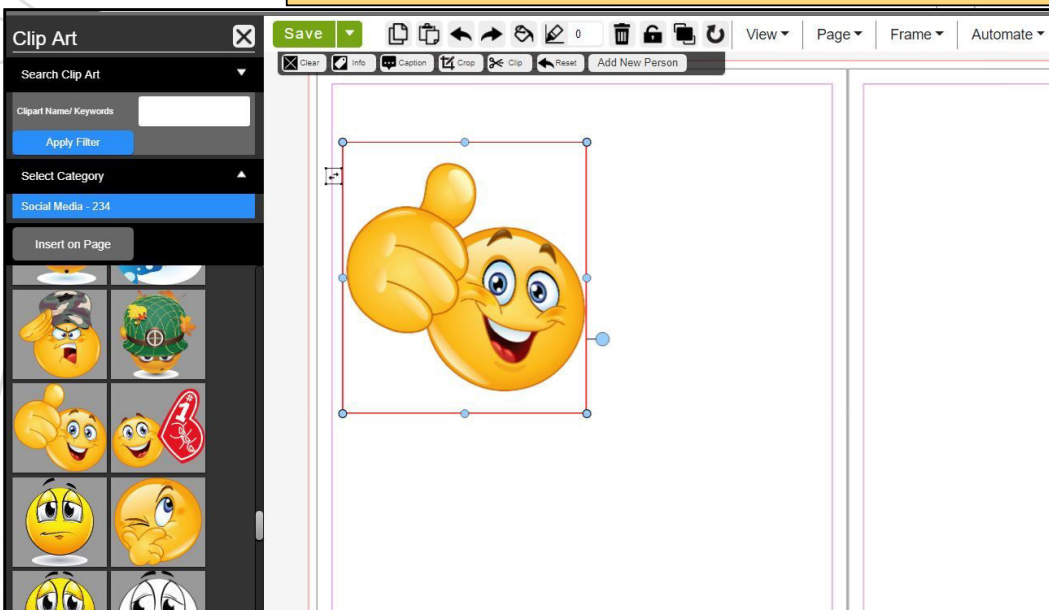 Clip Art
Search Clip Art
Clipart Name/ Keywords
Apply Filter
Select Category
Social Media - 234
Insert on Page
#1
Save
0
View
Page
Frame
Automate
Clear
Info
Caption
Crop
Clip
Reset
Add New Person